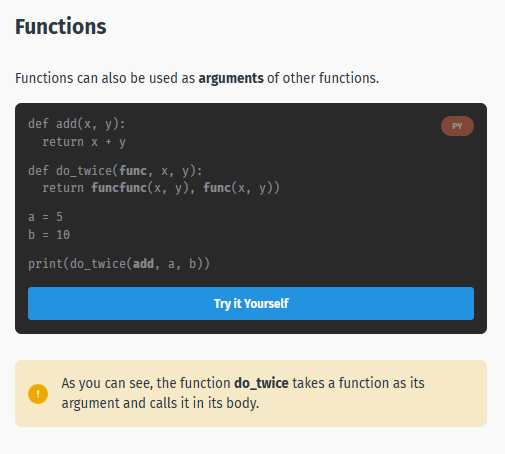 Functions
Functions can also be used as arguments of other functions.
PY
def add(x, y):
  return x + y
def do_twice(func, x, y):
  return funcfunc(x, y), func(x, y))
a = 5
b = 10
print(do_twice(add, a, b))
Try it Yourself
!
As you can see, the function do_twice takes a function as its
argument and calls it in its body.